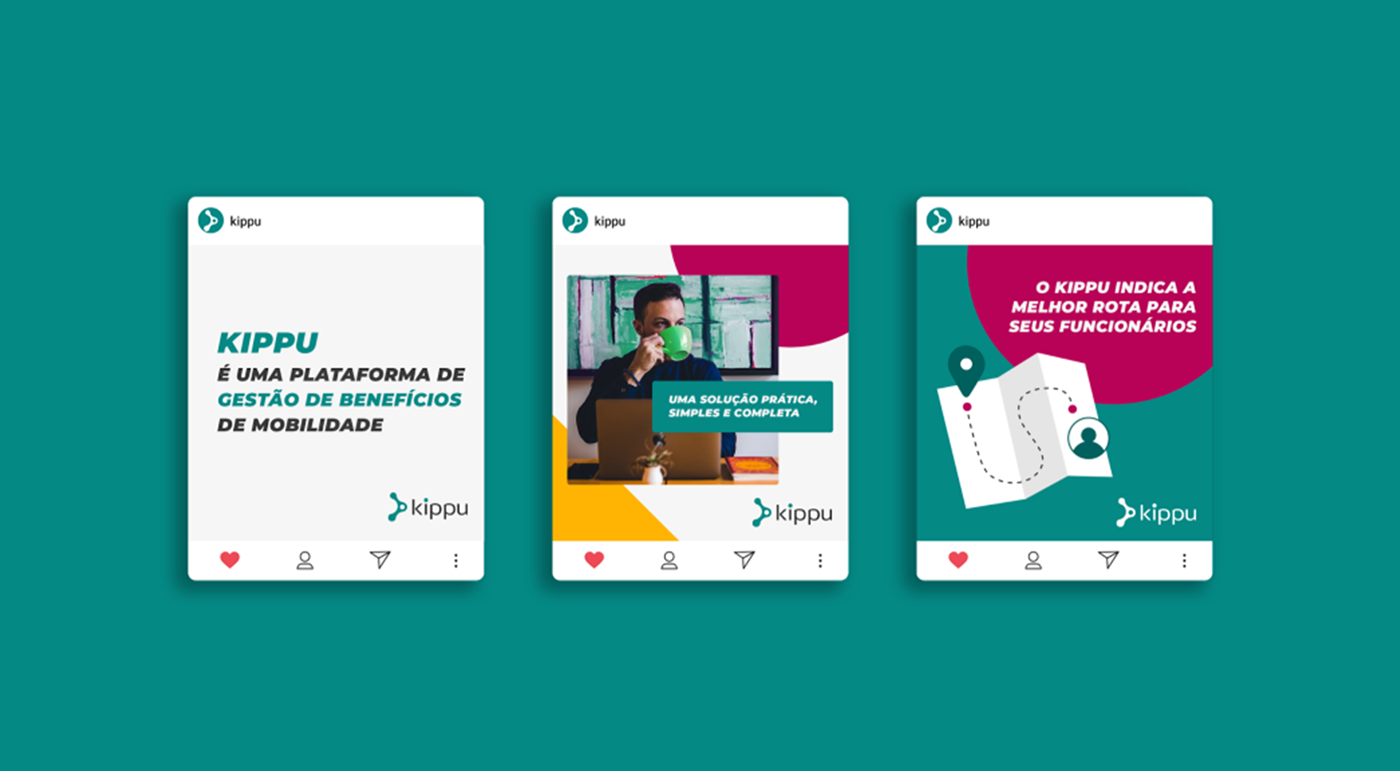 kippu
KIPPU
É UMA PLATAFORMA DE
GESTÃO DE BENEFÍCIOS
DE MOBILIDADE
kippu
kippu
UMA SOLUÇÃO PRÁTICA,
SIMPLES E COMPLETA
kippu
kippu
O KIPPU INDICA A
MELHOR ROTA PARA
SEUS FUNCIONÁRIOS
kippu